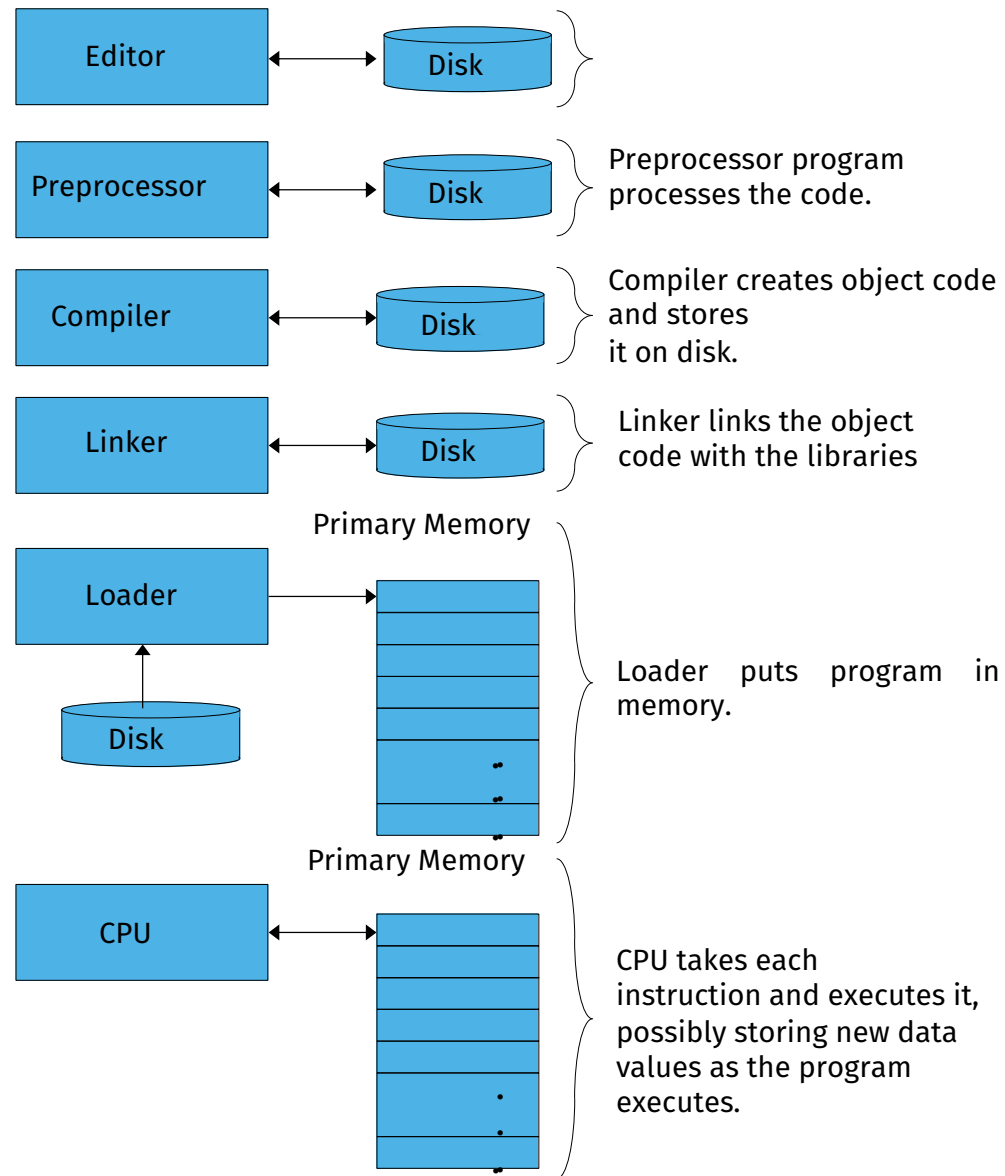 Editor
Disk
Preprocessor
Disk
Preprocessor program
processes the code.
Compiler
Disk
Compiler creates object code
and stores
it on disk.
Linker
Disk
Linker links the object
code with the libraries
Primary Memory
Loader
Disk
Loader puts program in
memory.
Primary Memory
CPU
CPU takes each
instruction and executes it,
possibly storing new data
values as the program
executes.